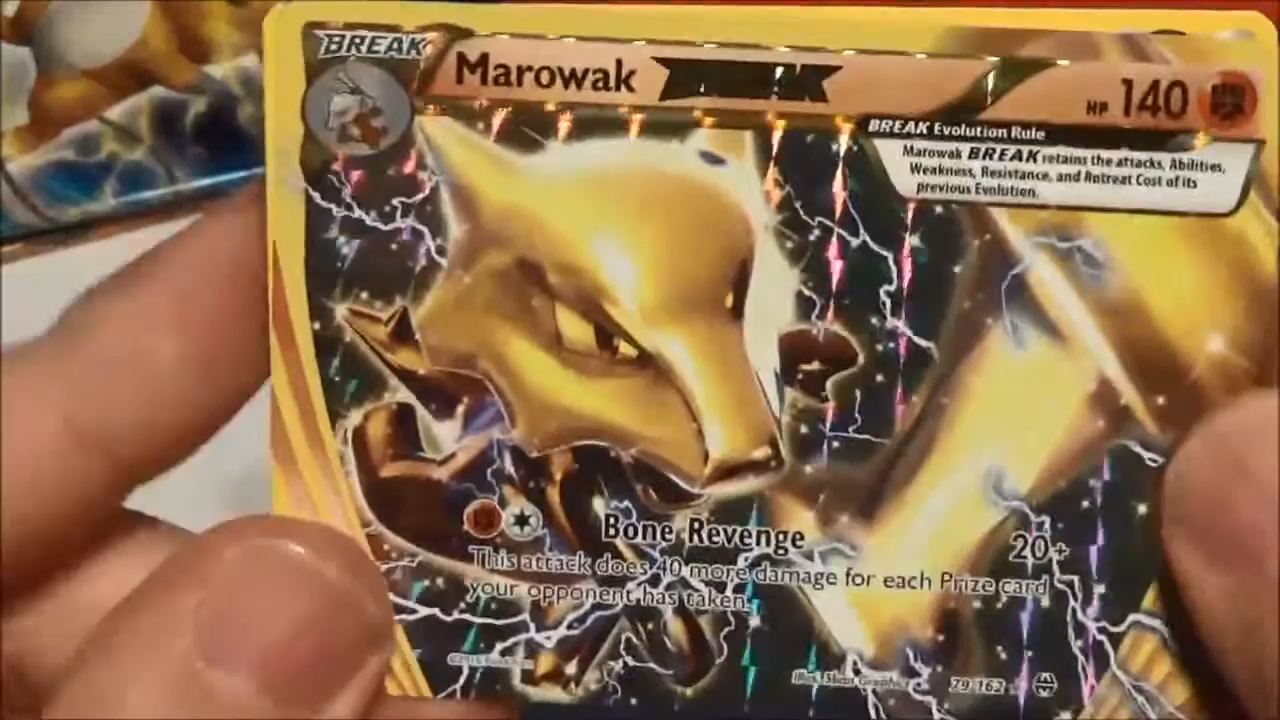 BREAK
Marowak BREAK
HP 140
BREAK Evolution Rule
Marowak BREAK retains the attacks, Abilities,
Weakness, Resistance, and Retreat Cost of its
previous Evolution.
Bone Revenge 20+
This attack does 40 more damage for each Prize card
your opponent has taken.
79/162